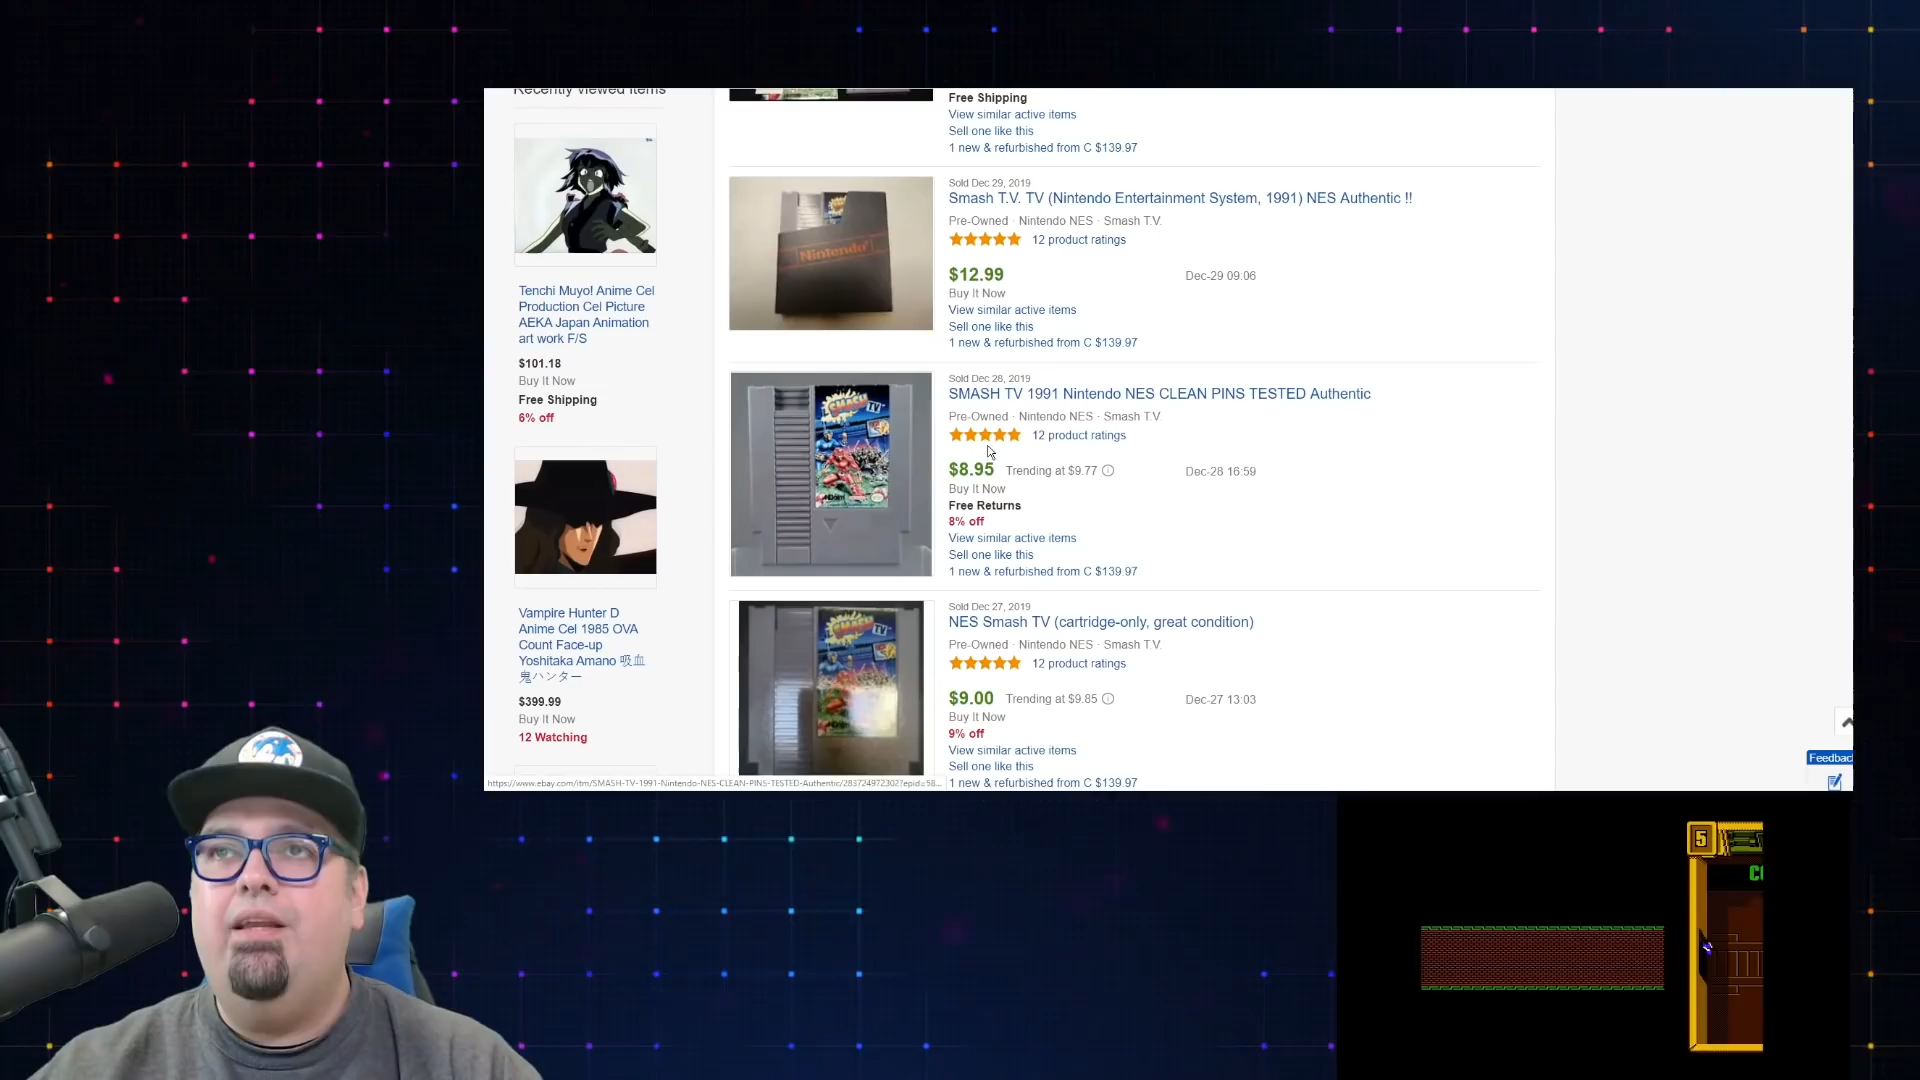 Recently Viewed Items
Tenchi Muyo! Anime Cel
Production Cel Picture
AEKA Japan Animation
art work F/S
$101.18
Buy It Now
Free Shipping
6% off
Vampire Hunter D
Anime Cel 1985 OVA
Count Face-up
Yoshitaka Amano 吸血
鬼ハンター
$399.99
Buy It Now
12 Watching
Free Shipping
View similar active items
Sell one like this
1 new & refurbished from C $139.97
Sold Dec 29, 2019
Smash T.V. TV (Nintendo Entertainment System, 1991) NES Authentic !!
Pre-Owned · Nintendo NES · Smash T.V.
12 product ratings
$12.99 Dec-29 09:06
Buy It Now
View similar active items
Sell one like this
1 new & refurbished from C $139.97
Nintendo
Sold Dec 28, 2019
SMASH TV 1991 Nintendo NES CLEAN PINS TESTED Authentic
Pre-Owned · Nintendo NES · Smash T.V.
12 product ratings
$8.95 Trending at $9.77 Dec-28 16:59
Buy It Now
Free Returns
8% off
View similar active items
Sell one like this
1 new & refurbished from C $139.97
SMASH TV
Sold Dec 27, 2019
NES Smash TV (cartridge-only, great condition)
Pre-Owned · Nintendo NES · Smash T.V.
12 product ratings
$9.00 Trending at $9.85 Dec-27 13:03
Buy It Now
9% off
View similar active items
Sell one like this
1 new & refurbished from C $139.97
SMASH TV
Feedbac
5